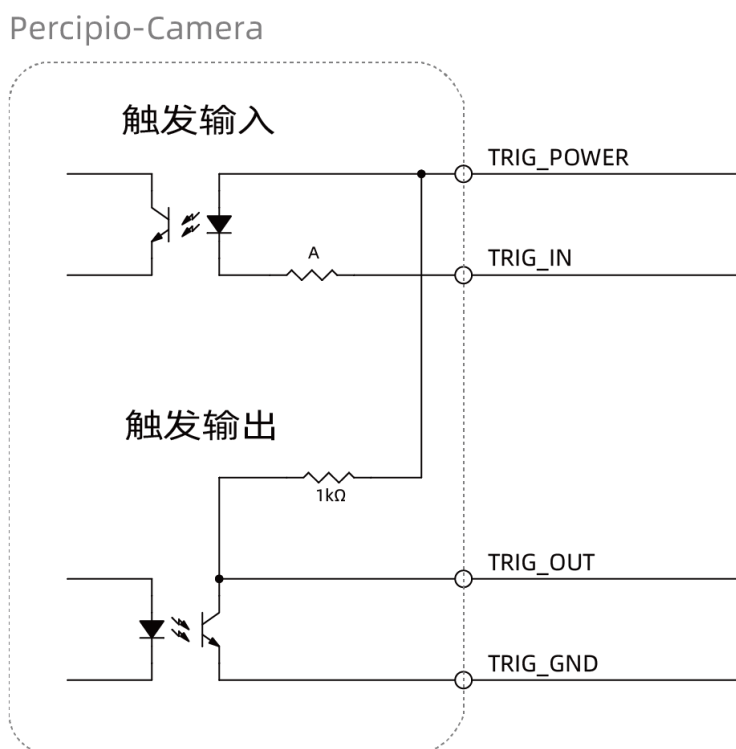 Percipio-Camera
触发输入
TRIG_POWER
A
TRIG_IN
触发输出
1kΩ
TRIG_OUT
TRIG_GND